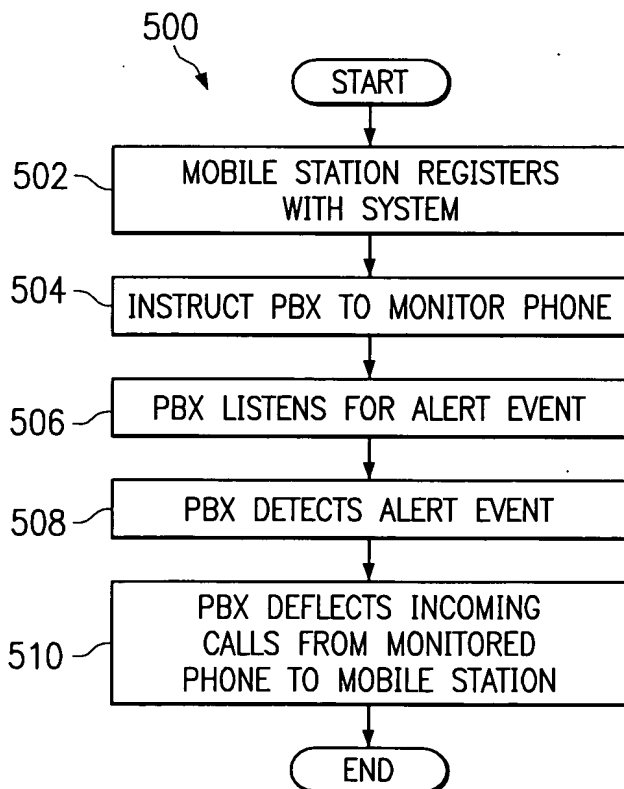 500
START
502
MOBILE STATION REGISTERS
WITH SYSTEM
504
INSTRUCT PBX TO MONITOR PHONE
506
PBX LISTENS FOR ALERT EVENT
508
PBX DETECTS ALERT EVENT
510
PBX DEFLECTS INCOMING
CALLS FROM MONITORED
PHONE TO MOBILE STATION
END